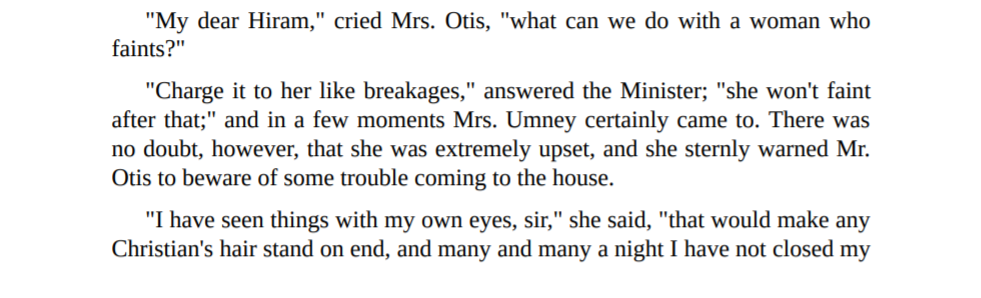 "My dear Hiram," cried Mrs. Otis, "what can we do with a woman who
faints?"
"Charge it to her like breakages," answered the Minister; "she won't faint
after that;" and in a few moments Mrs. Umney certainly came to. There was
no doubt, however, that she was extremely upset, and she sternly warned Mr.
Otis to beware of some trouble coming to the house.
"I have seen things with my own eyes, sir," she said, "that would make any
Christian's hair stand on end, and many and many a night I have not closed my